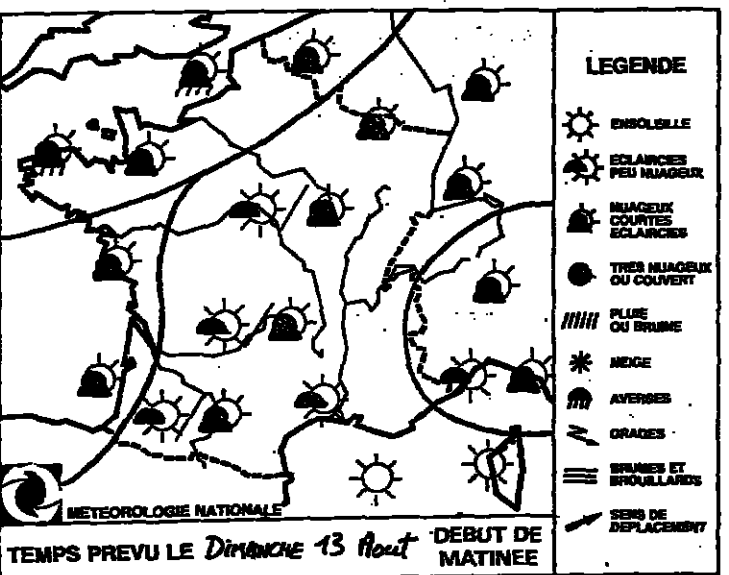 LEGENDE
ENSOLEILLE
ECLAIRCIES
PEU NUAGEUX
NUAGEUX
COURTES
ECLAIRCIES
TRES NUAGEUX
OU COUVERT
PLUIE
OU BRUINE
NEIGE
AVERSES
ORAGES
BRUMES ET
BROUILLARDS
SENS DE
DEPLACEMENT
METEOROLOGIE NATIONALE
TEMPS PREVU LE DIMANCHE 13 Aout DEBUT DE
MATINEE